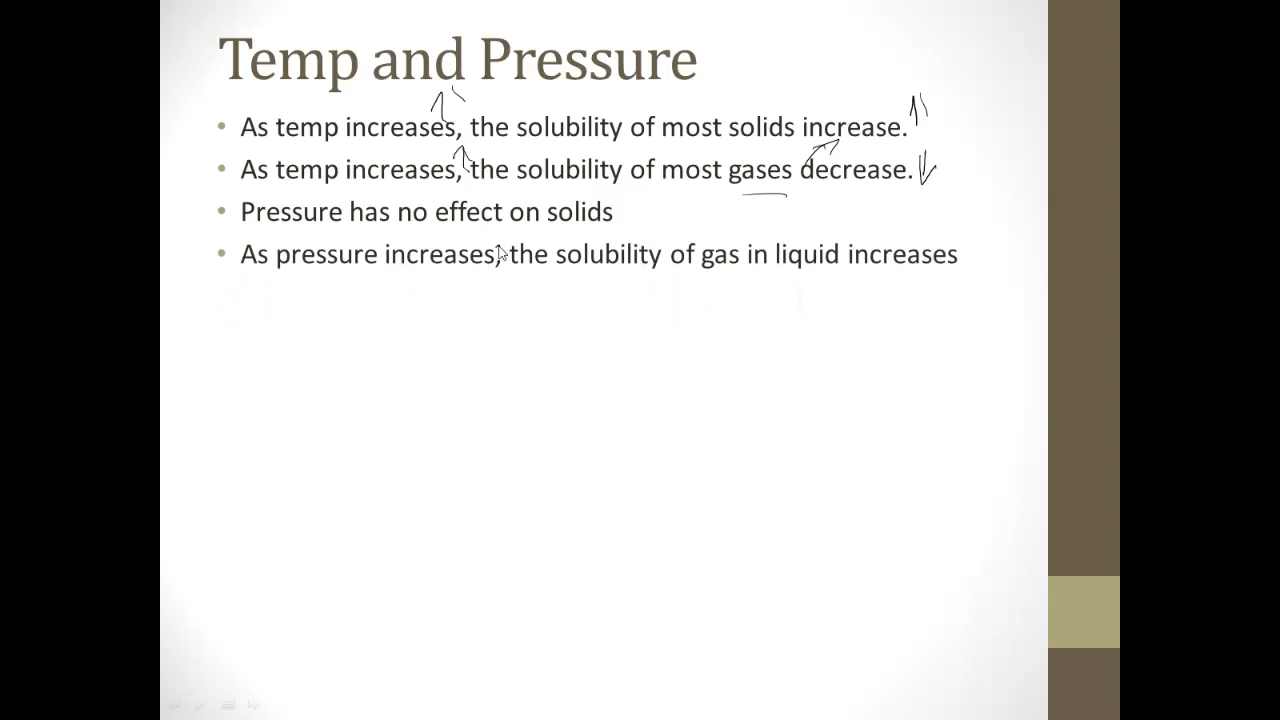 Temp and Pressure
• As temp increases, the solubility of most solids increase.
• As temp increases, the solubility of most gases decrease.
• Pressure has no effect on solids
• As pressure increases, the solubility of gas in liquid increases